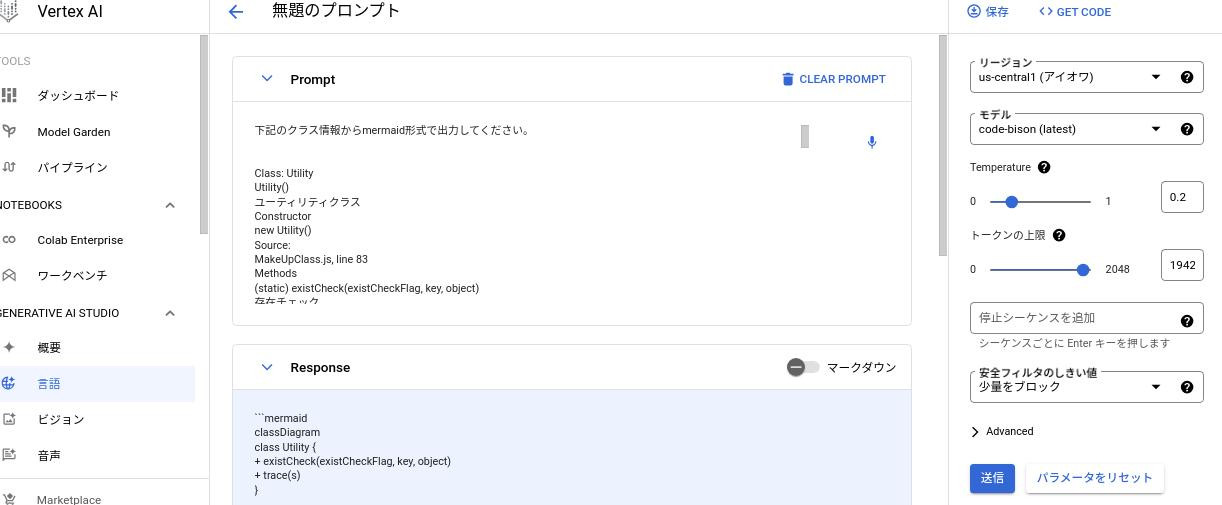 Vertex AI
無題のプロンプト
保存
<> GET CODE
TOOLS
ダッシュボード
Model Garden
パイプライン
NOTEBOOKS
Colab Enterprise
ワークベンチ
GENERATIVE AI STUDIO
概要
言語
ビジョン
音声
Marketplace
Prompt
CLEAR PROMPT
下記のクラス情報からmermaid形式で出力してください。
Class: Utility
Utility()
ユーティリティクラス
Constructor
new Utility()
Source:
MakeUpClass.js, line 83
Methods
(static) existCheck(existCheckFlag, key, object)
存在チェック
Response
マークダウン
```mermaid
classDiagram
class Utility {
+ existCheck(existCheckFlag, key, object)
+ trace(s)
}
リージョン
us-central1 (アイオワ)
モデル
code-bison (latest)
Temperature
0
1
0.2
トークンの上限
0
2048
1942
停止シーケンスを追加
シーケンスごとに Enter キーを押します
安全フィルタのしきい値
少量をブロック
Advanced
送信
パラメータをリセット